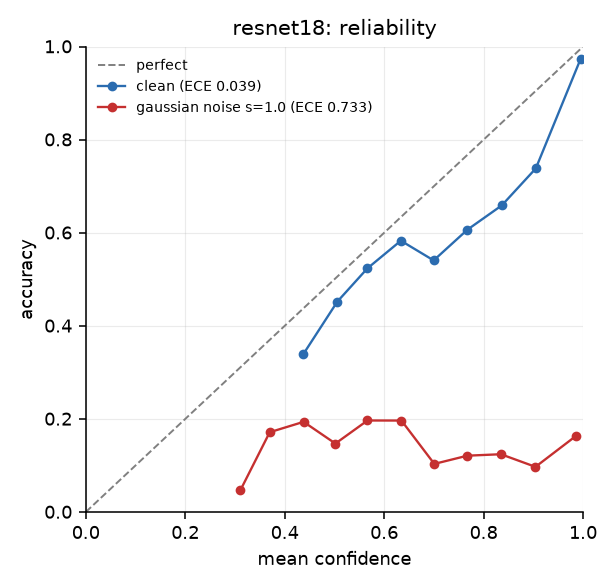 resnet18: reliability
perfect
clean (ECE 0.039)
gaussian noise s=1.0 (ECE 0.733)
1.0
0.8
0.6
0.4
0.2
0.0
accuracy
0.0 0.2 0.4 0.6 0.8 1.0
mean confidence